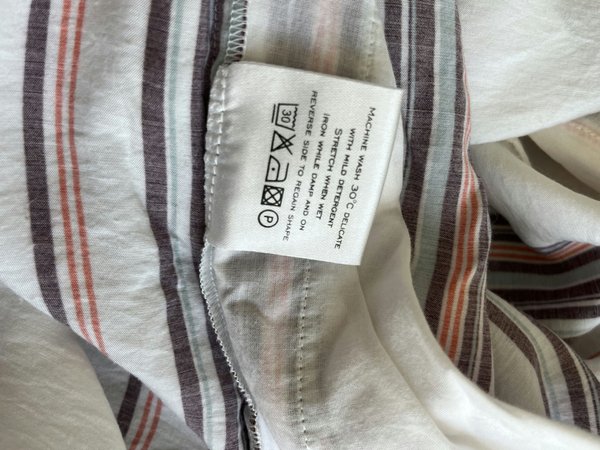 MACHINE WASH 30°C DELICATE
WITH MILD DETERGENT
STRETCH WHEN WET
IRON WHILE DAMP AND ON
REVERSE SIDE TO REGAIN SHAPE
30 P